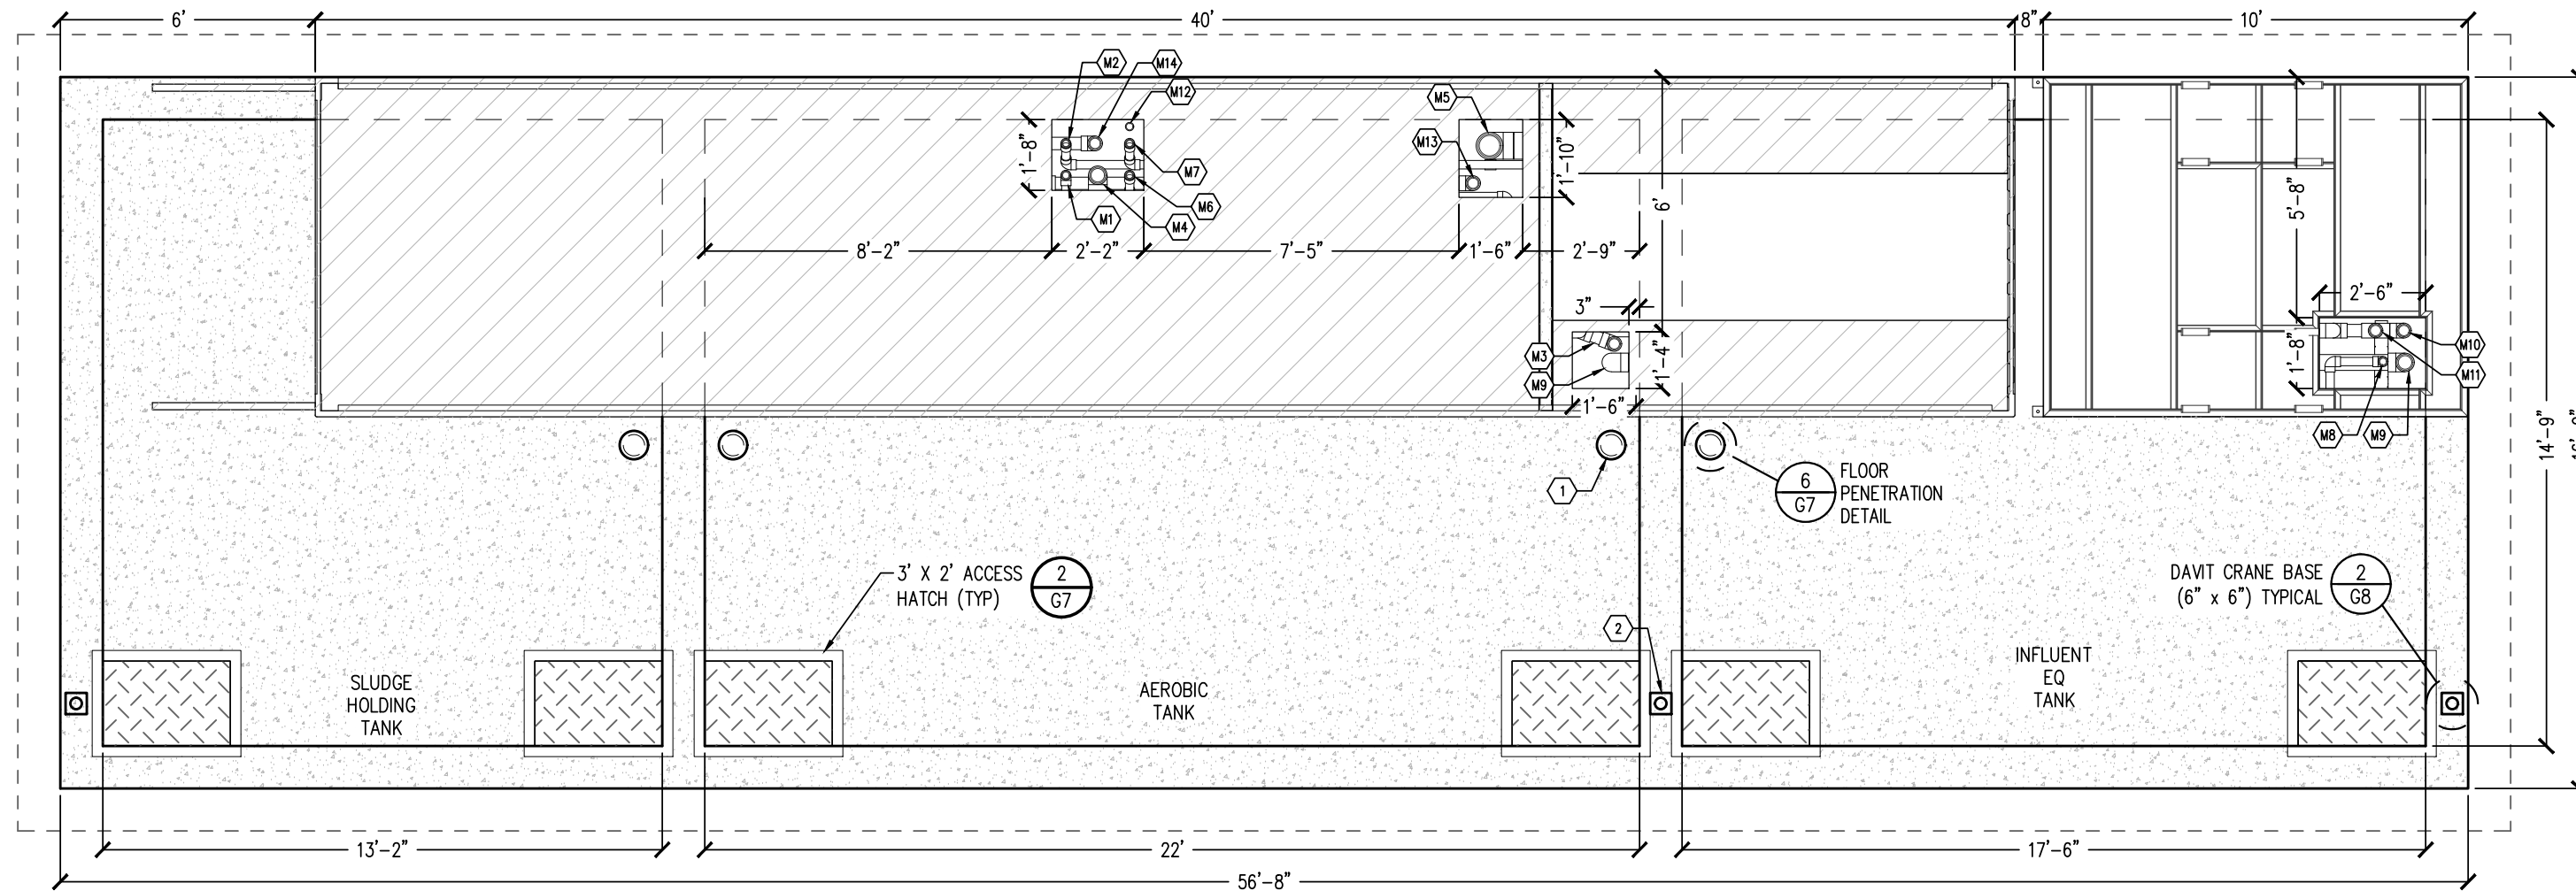 6'
40'
8"
10'
M2
M14
M12
M5
M13
1'-8"
M7
M6
M1
M4
1'-10"
6'
5'-8"
8'-2"
2'-2"
7'-5"
1'-6"
2'-9"
3"
2'-6"
M3
M9
1'-4"
1'-6"
1'-8"
M10
M11
M8
M9
14'-9"
1
6
G7
FLOOR
PENETRATION
DETAIL
3' X 2' ACCESS
HATCH (TYP)
2
G7
DAVIT CRANE BASE
(6" x 6") TYPICAL
2
G8
2
SLUDGE
HOLDING
TANK
AEROBIC
TANK
INFLUENT
EQ
TANK
13'-2"
22'
17'-6"
56'-8"